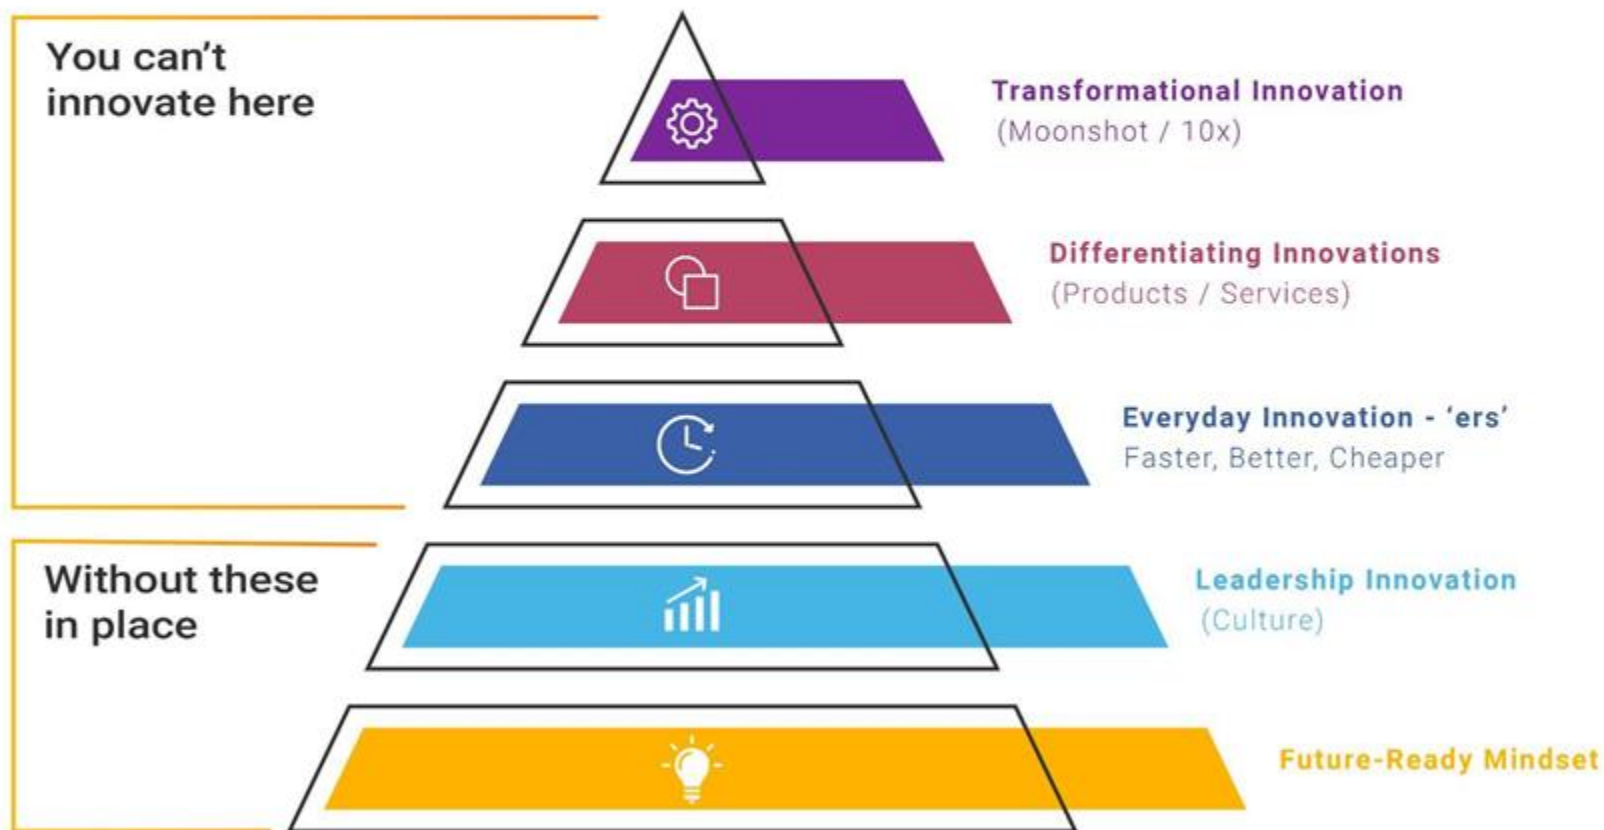 You can't
innovate here
Transformational Innovation
(Moonshot / 10x)
Differentiating Innovations
(Products / Services)
Everyday Innovation - ‘ers’
Faster, Better, Cheaper
Without these
in place
Leadership Innovation
(Culture)
Future-Ready Mindset